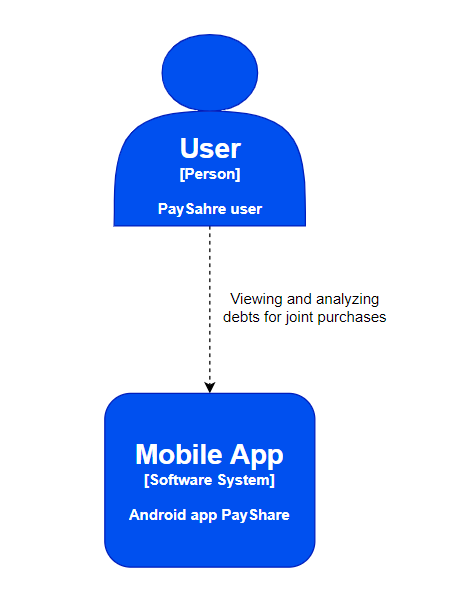 User
[Person]
PaySahre user
Viewing and analyzing
debts for joint purchases
Mobile App
[Software System]
Android app PayShare